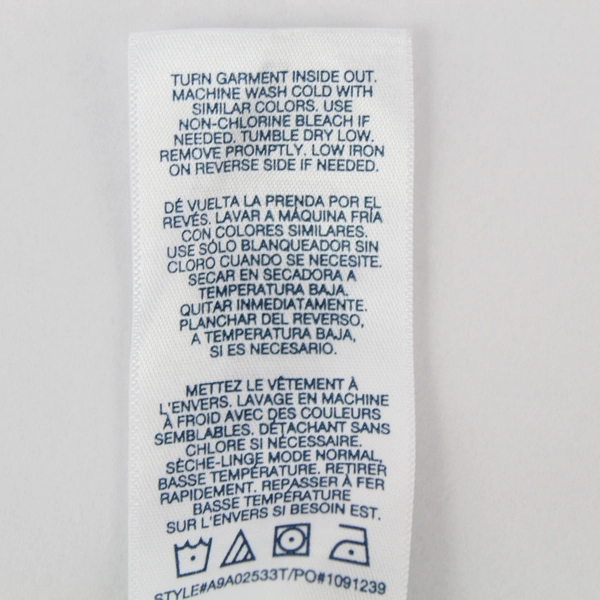 TURN GARMENT INSIDE OUT.
MACHINE WASH COLD WITH
SIMILAR COLORS. USE
NON-CHLORINE BLEACH IF
NEEDED. TUMBLE DRY LOW.
REMOVE PROMPTLY. LOW IRON
ON REVERSE SIDE IF NEEDED.
DÉ VUELTA LA PRENDA POR EL
REVÉS. LAVAR A MÁQUINA FRÍA
CON COLORES SIMILARES.
USE SÓLO BLANQUEADOR SIN
CLORO CUANDO SE NECESITE.
SECAR EN SECADORA A
TEMPERATURA BAJA.
QUITAR INMEDIATAMENTE.
PLANCHAR DEL REVERSO,
A TEMPERATURA BAJA,
SI ES NECESARIO.
METTEZ LE VÊTEMENT À
L'ENVERS. LAVAGE EN MACHINE
À FROID AVEC DES COULEURS
SEMBLABLES. DÉTACHANT SANS
CHLORE SI NÉCESSAIRE.
SÈCHE-LINGE MODE NORMAL,
BASSE TEMPÉRATURE. RETIRER
RAPIDEMENT. REPASSER À FER
BASSE TEMPÉRATURE
SUR L'ENVERS SI BESOIN EST.
STYLE#A9A02533T/PO#1091239